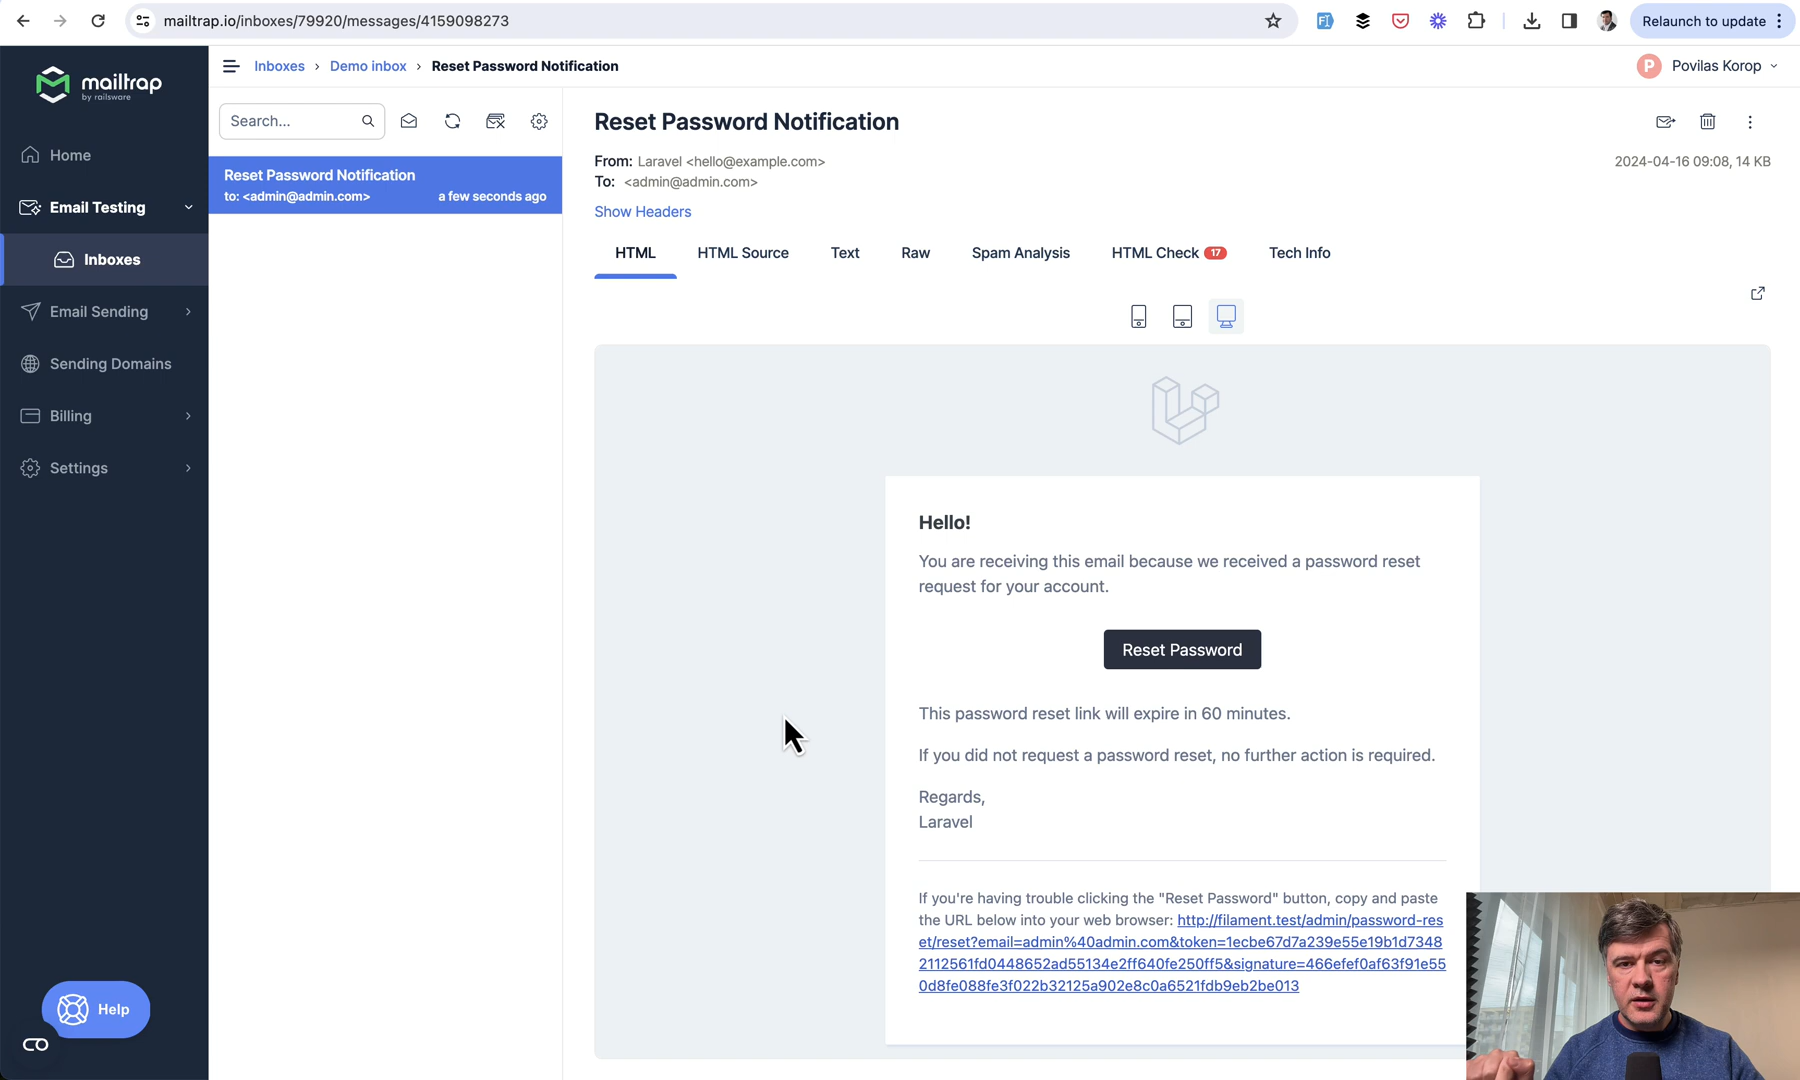 mailtrap.io/inboxes/79920/messages/4159098273
Relaunch to update
mailtrap
by railsware
Inboxes › Demo inbox › Reset Password Notification
P Povilas Korop
Home
Email Testing
Inboxes
Email Sending
Sending Domains
Billing
Settings
Help
Search...
Reset Password Notification
to: <admin@admin.com> a few seconds ago
Reset Password Notification
From: Laravel <hello@example.com>
2024-04-16 09:08, 14 KB
To: <admin@admin.com>
Show Headers
HTML HTML Source Text Raw Spam Analysis HTML Check 17 Tech Info
Hello!
You are receiving this email because we received a password reset
request for your account.
Reset Password
This password reset link will expire in 60 minutes.
If you did not request a password reset, no further action is required.
Regards,
Laravel
If you're having trouble clicking the "Reset Password" button, copy and paste
the URL below into your web browser: http://filament.test/admin/password-res
et/reset?email=admin%40admin.com&token=1ecbe67d7a239e55e19b1d7348
2112561fd0448652ad55134e2ff640fe250ff5&signature=466efef0af63f91e55
0d8fe088fe3f022b32125a902e8c0a6521fdb9eb2be013